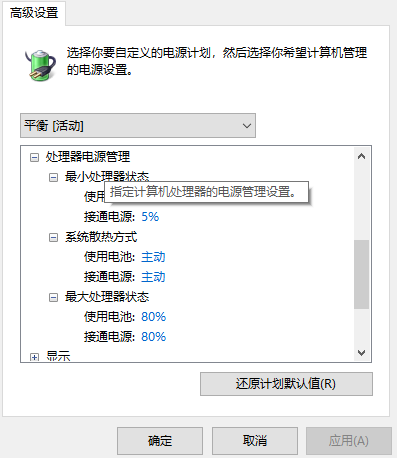 高级设置
选择你要自定义的电源计划，然后选择你希望计算机管理
的电源设置。
平衡 [活动]
处理器电源管理
最小处理器状态
使用
指定计算机处理器的电源管理设置。
接通电源: 5%
系统散热方式
使用电池: 主动
接通电源: 主动
最大处理器状态
使用电池: 80%
接通电源: 80%
显示
还原计划默认值(R)
确定
取消
应用(A)